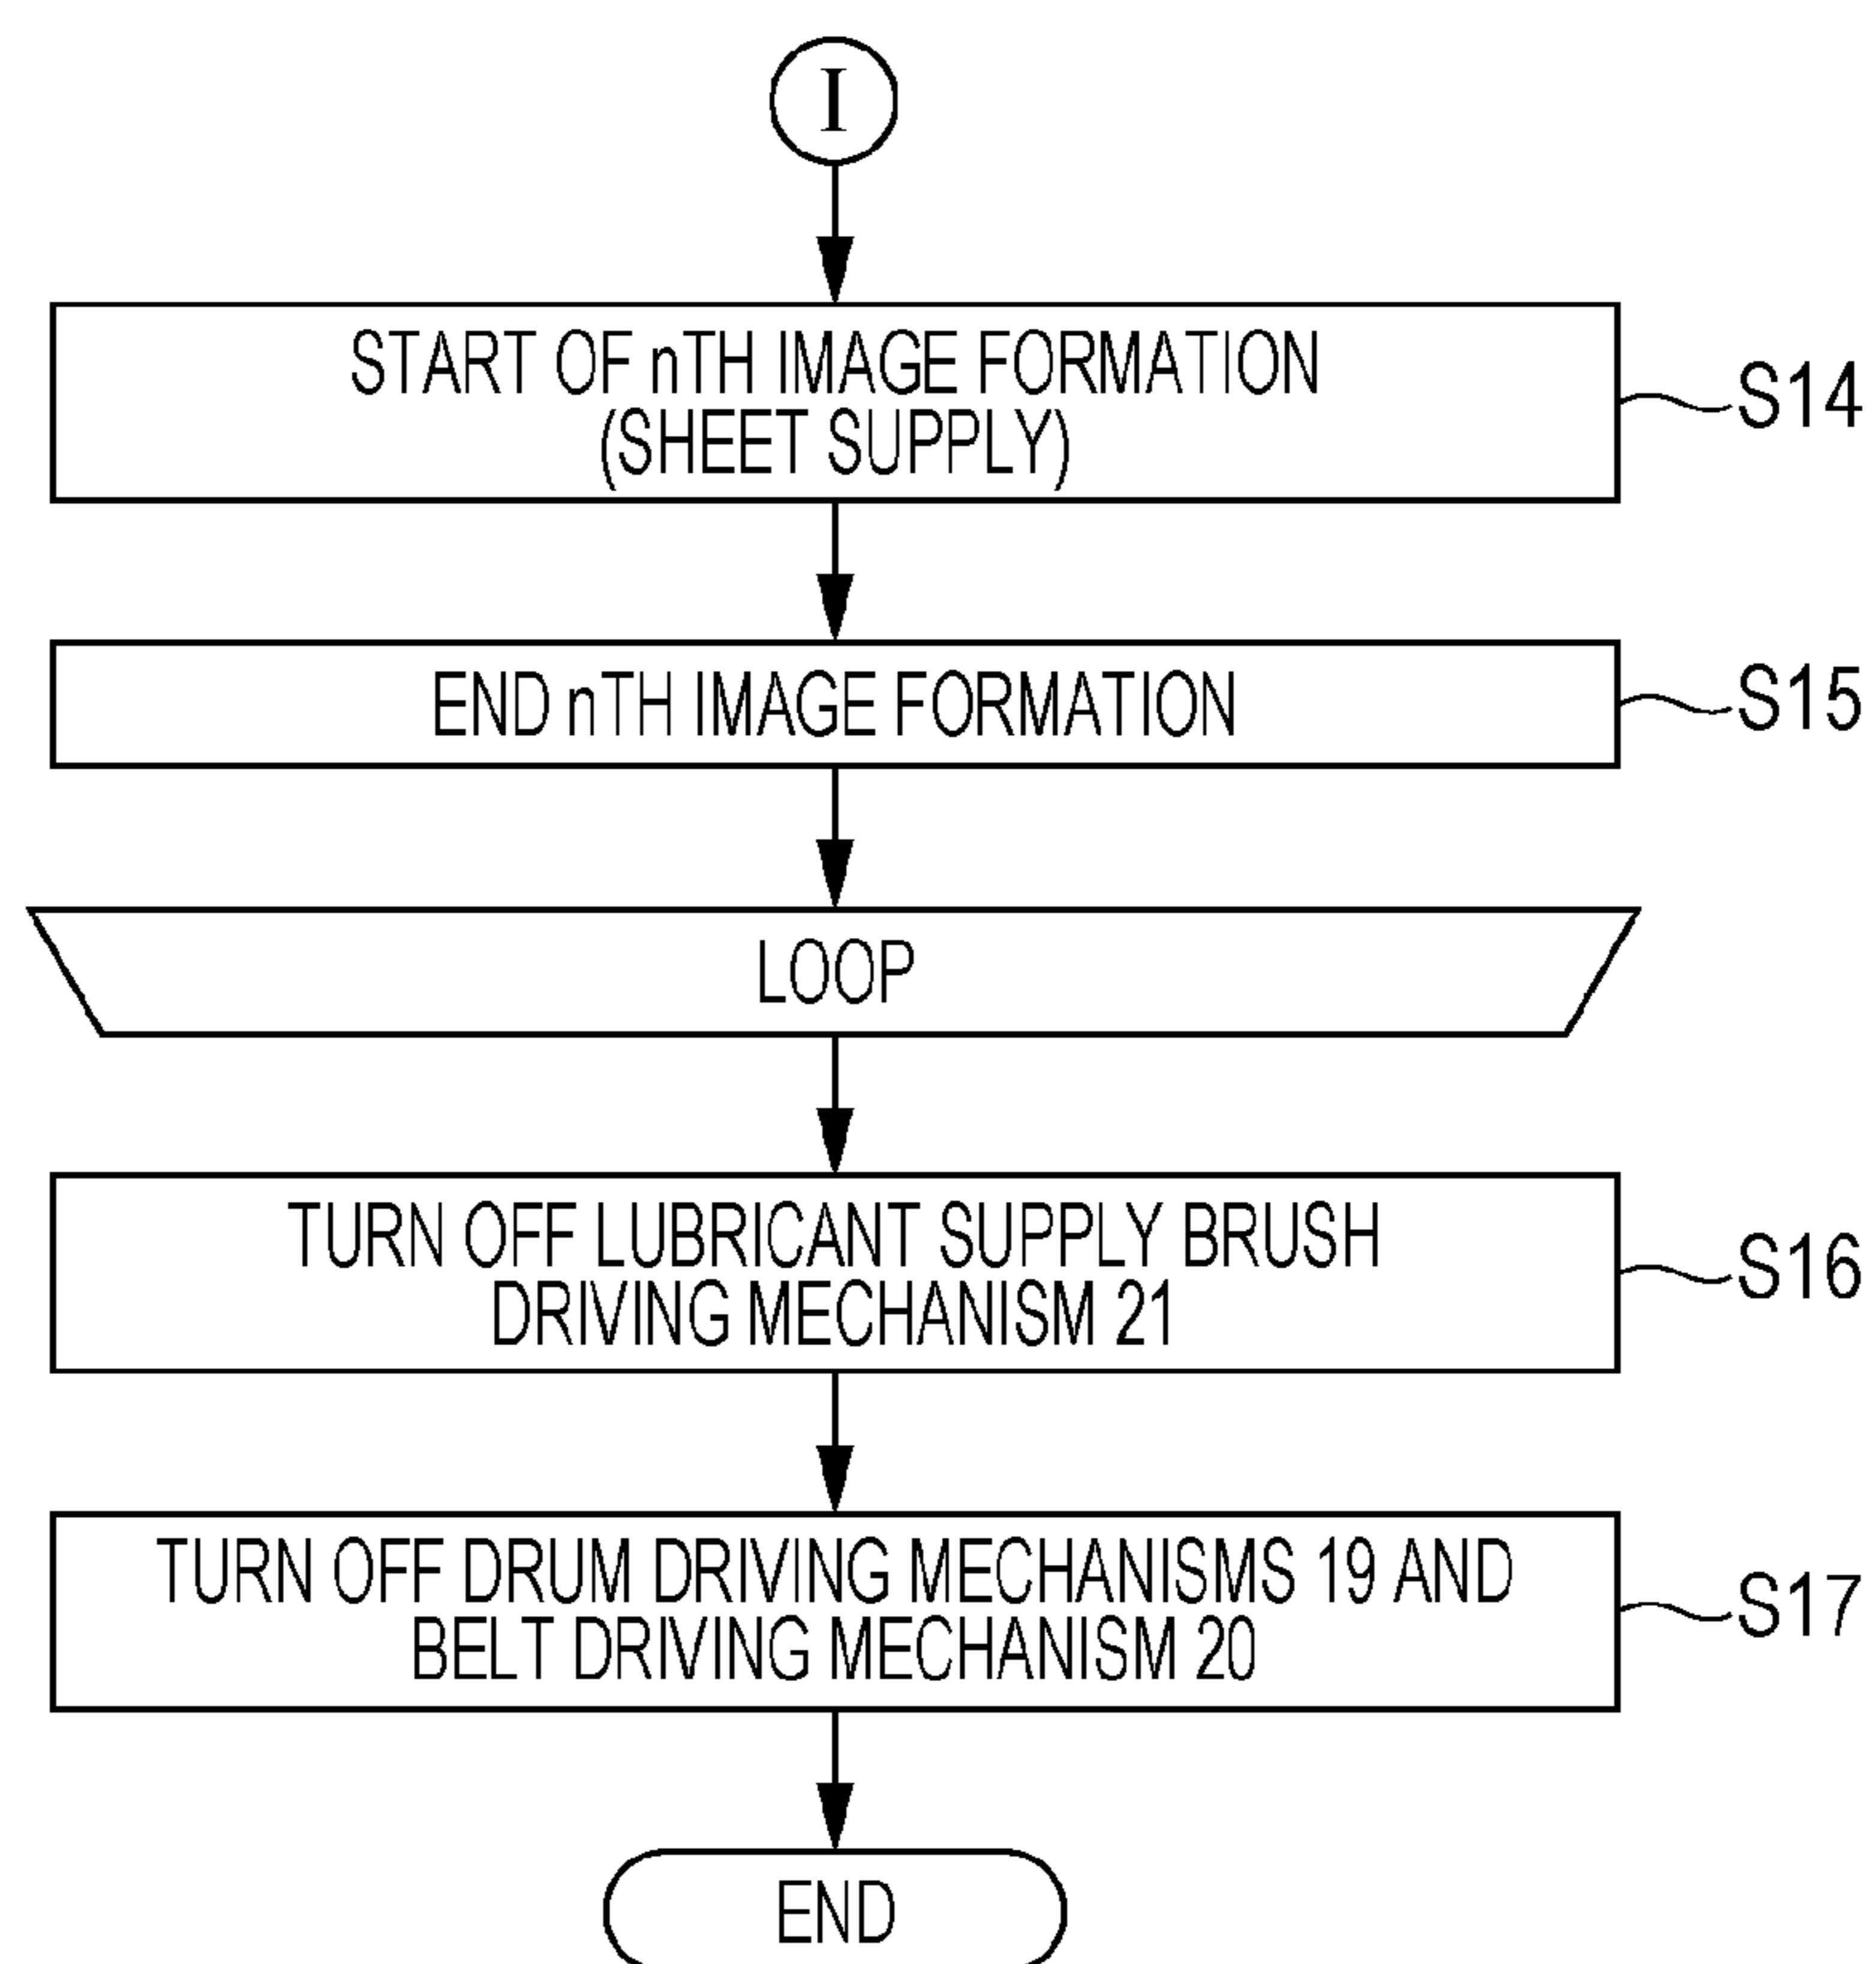 I
START OF nTH IMAGE FORMATION
(SHEET SUPPLY)
S14
END nTH IMAGE FORMATION
S15
LOOP
TURN OFF LUBRICANT SUPPLY BRUSH
DRIVING MECHANISM 21
S16
TURN OFF DRUM DRIVING MECHANISMS 19 AND
BELT DRIVING MECHANISM 20
S17
END